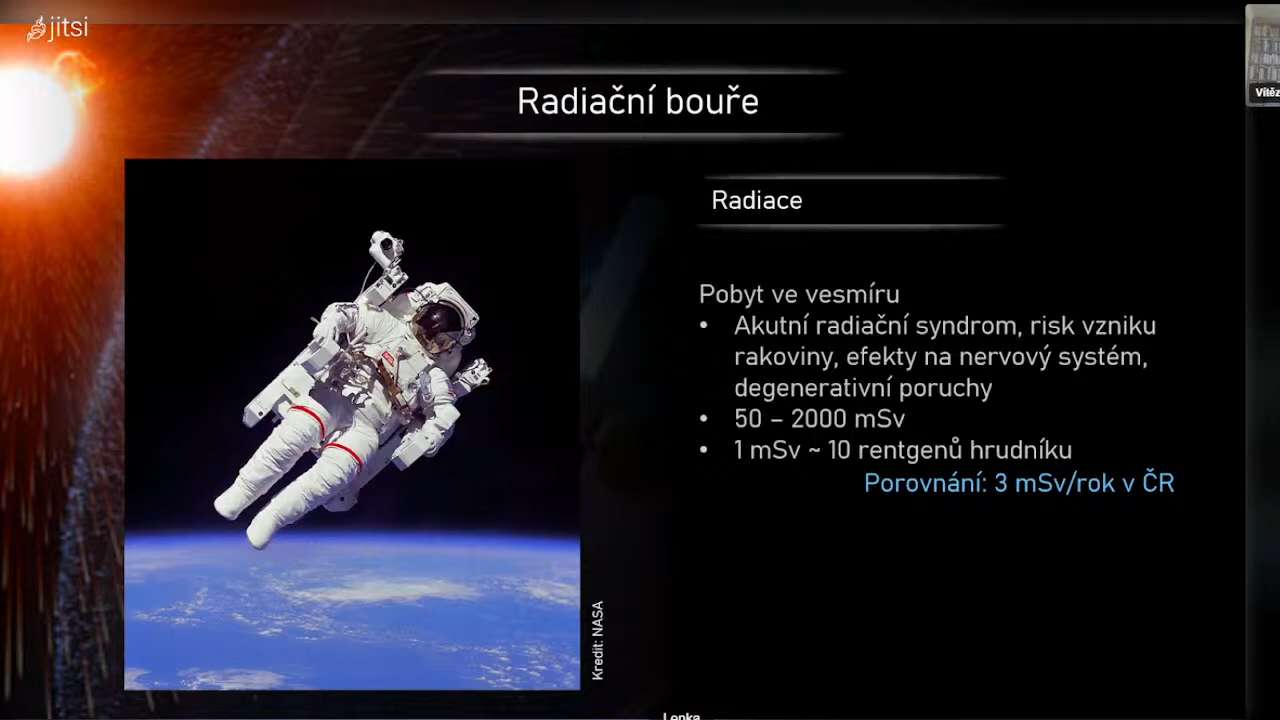 jitsi
Radiační bouře
Radiace
Pobyt ve vesmíru
• Akutní radiační syndrom, risk vzniku
rakoviny, efekty na nervový systém,
degenerativní poruchy
• 50 – 2000 mSv
• 1 mSv ~ 10 rentgenů hrudníku
Porovnání: 3 mSv/rok v ČR
Kredit: NASA
Lenka